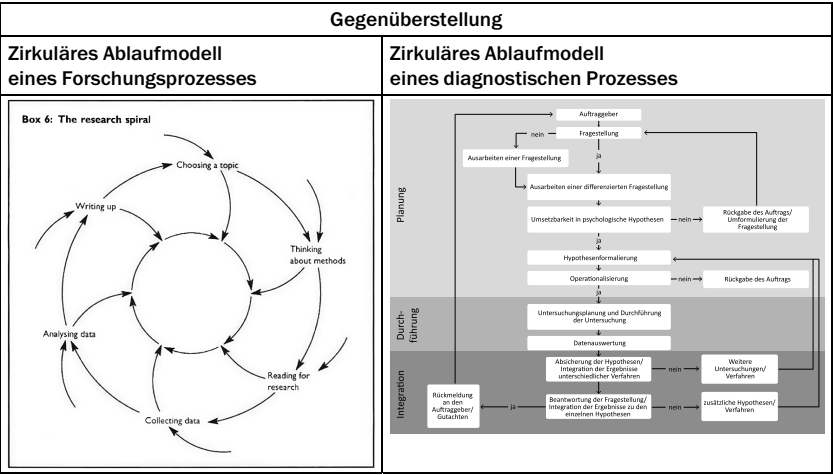 Gegenüberstellung
Zirkuläres Ablaufmodell
eines Forschungsprozesses
Zirkuläres Ablaufmodell
eines diagnostischen Prozesses
Box 6: The research spiral
Choosing a topic
Writing up
Thinking
about methods
Analysing data
Reading for
research
Collecting data
Planung
Auftraggeber
nein
Fragestellung
ja
Ausarbeiten einer Fragestellung
Ausarbeiten einer differenzierten Fragestellung
Umsetzbarkeit in psychologische Hypothesen
nein
Rückgabe des Auftrags/
Umformulierung der
Fragestellung
ja
Hypothesenformalierung
Operationalisierung
nein
Rückgabe des Auftrags
ja
Durch-
führung
Untersuchungsplanung und Durchführung
der Untersuchung
Datenauswertung
Integration
Absicherung der Hypothesen/
Integration der Ergebnisse
unterschiedlicher Verfahren
nein
Weitere
Untersuchungen/
Verfahren
Rückmeldung
an den
Auftraggeber/
Gutachten
ja
Beantwortung der Fragestellung/
Integration der Ergebnisse zu den
einzelnen Hypothesen
nein
zusätzliche Hypothesen/
Verfahren